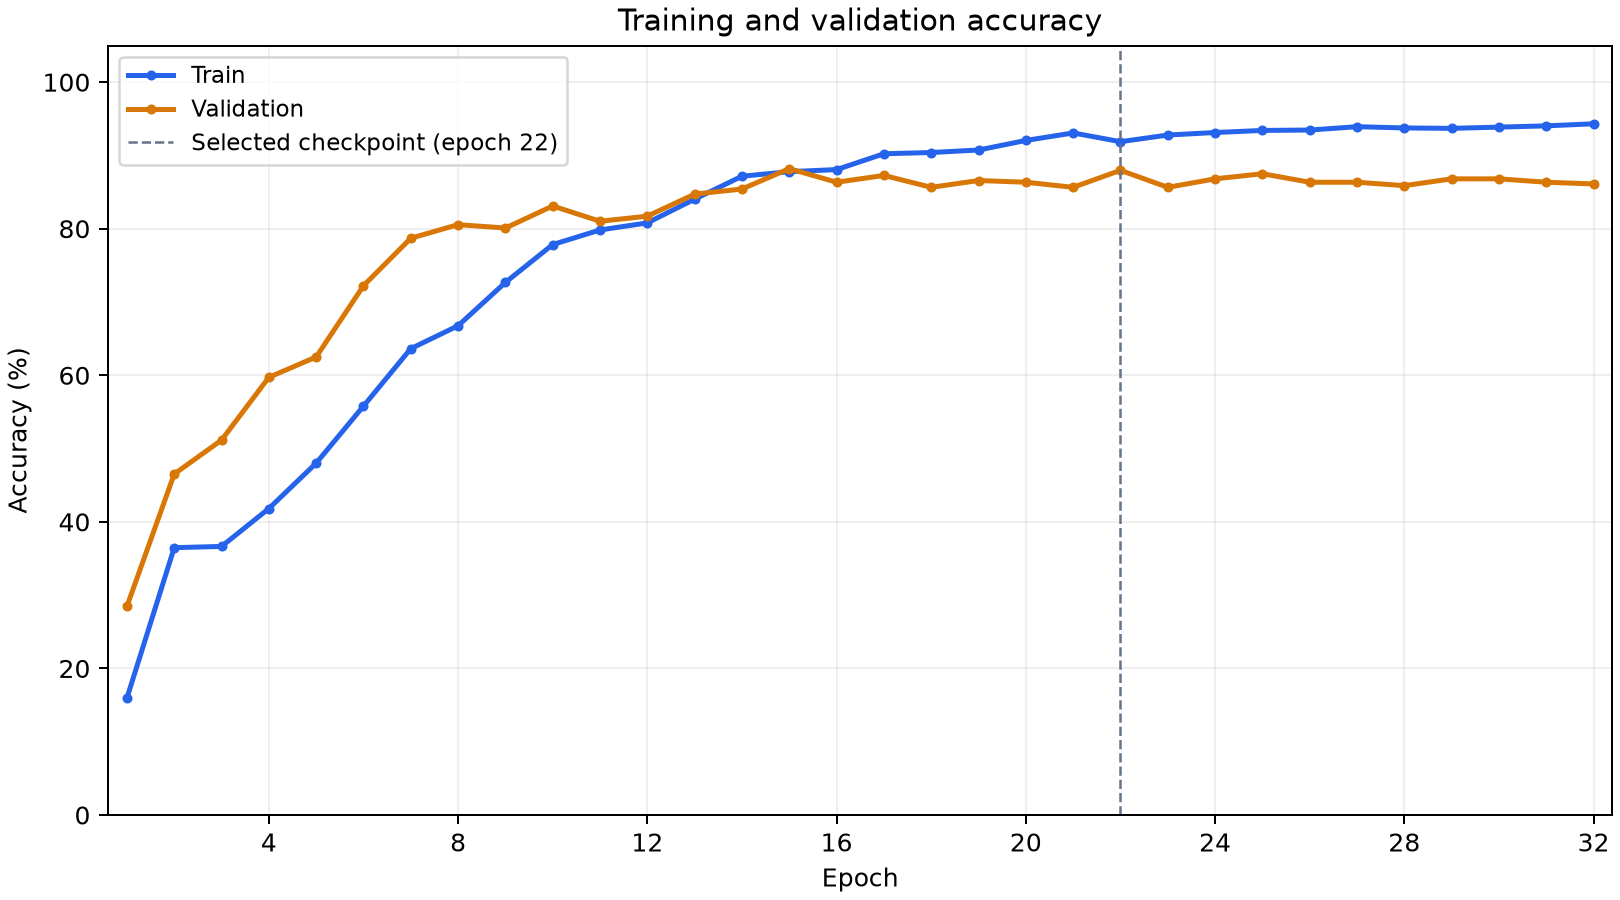 Training and validation accuracy
Train
Validation
Selected checkpoint (epoch 22)
100
80
60
40
20
0
Accuracy (%)
4 8 12 16 20 24 28 32
Epoch